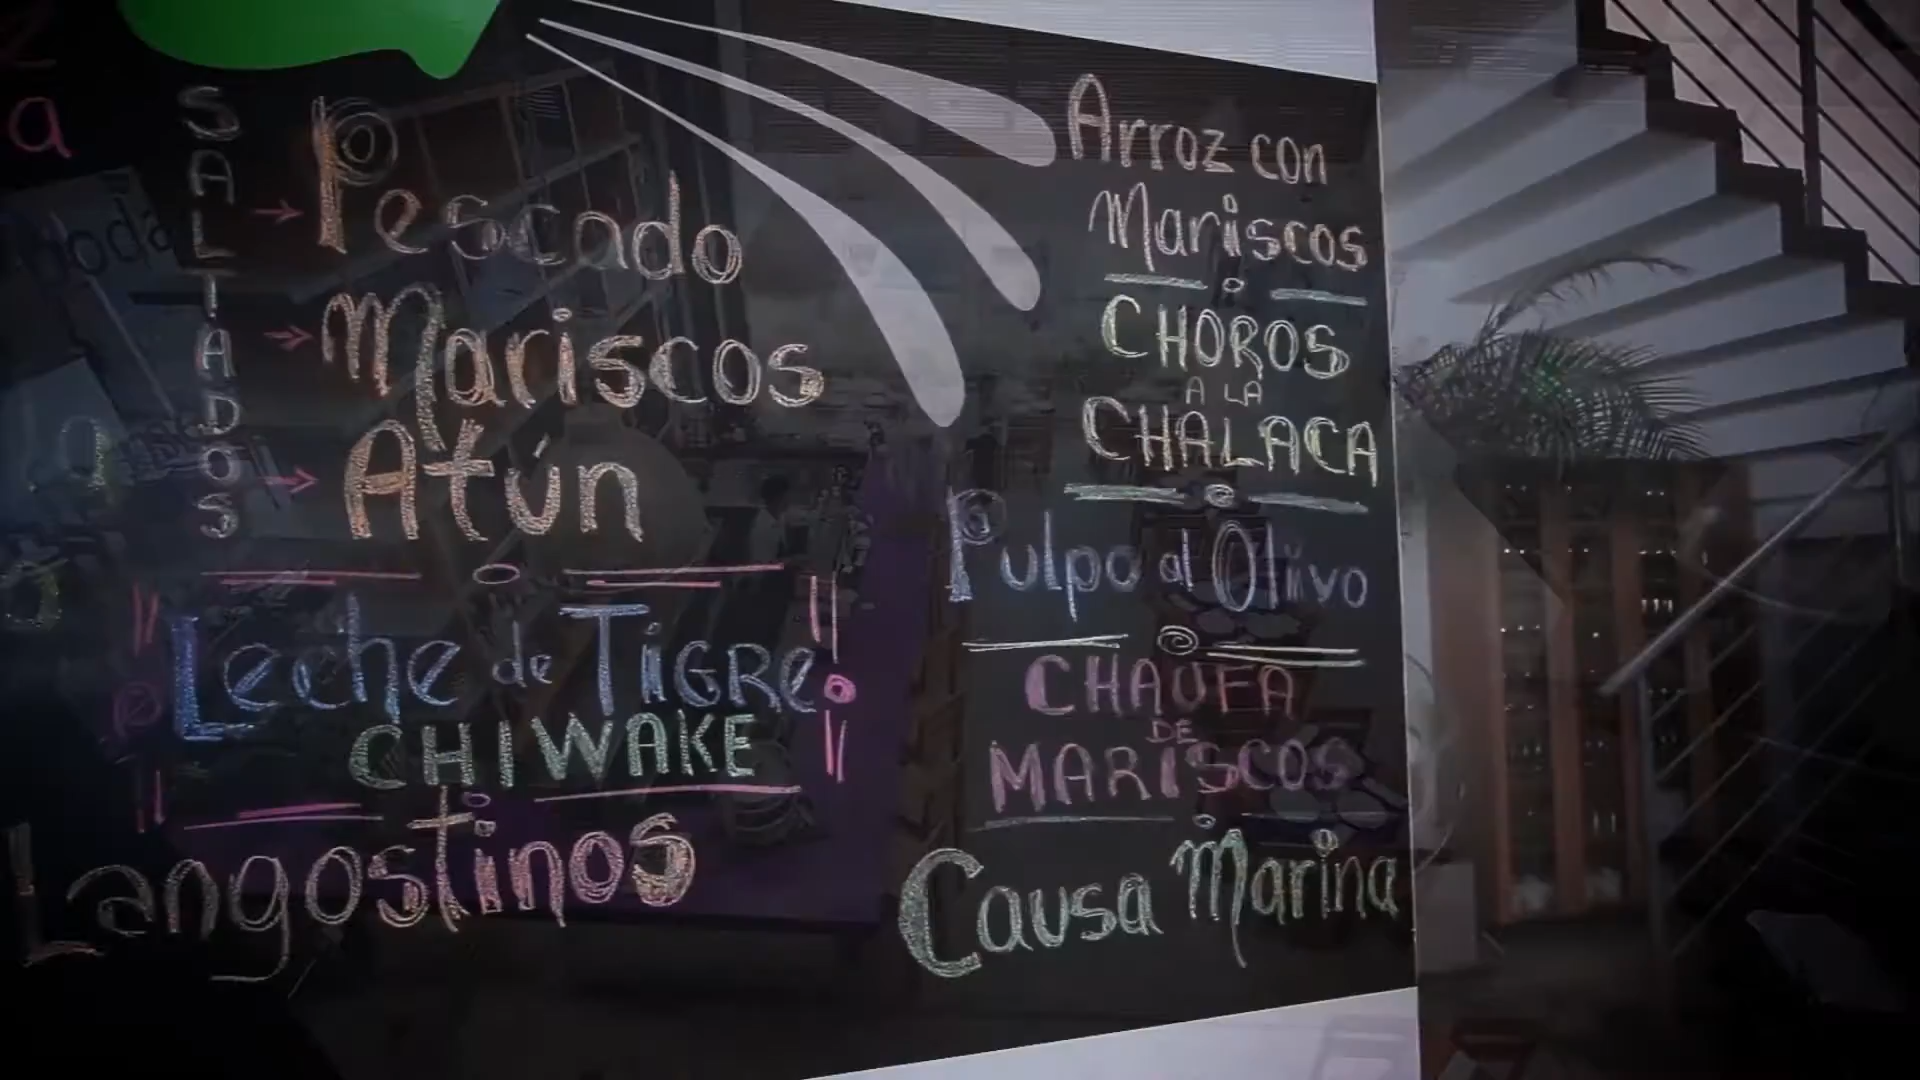 SALTADOS
Pescado
Mariscos
Atún
Leche de TIGRE
CHIWAKE
Langostinos
Arroz con
Mariscos
CHOROS
A LA
CHALACA
Pulpo al Olivo
CHAUFA
DE
MARISCOS
Causa Marina